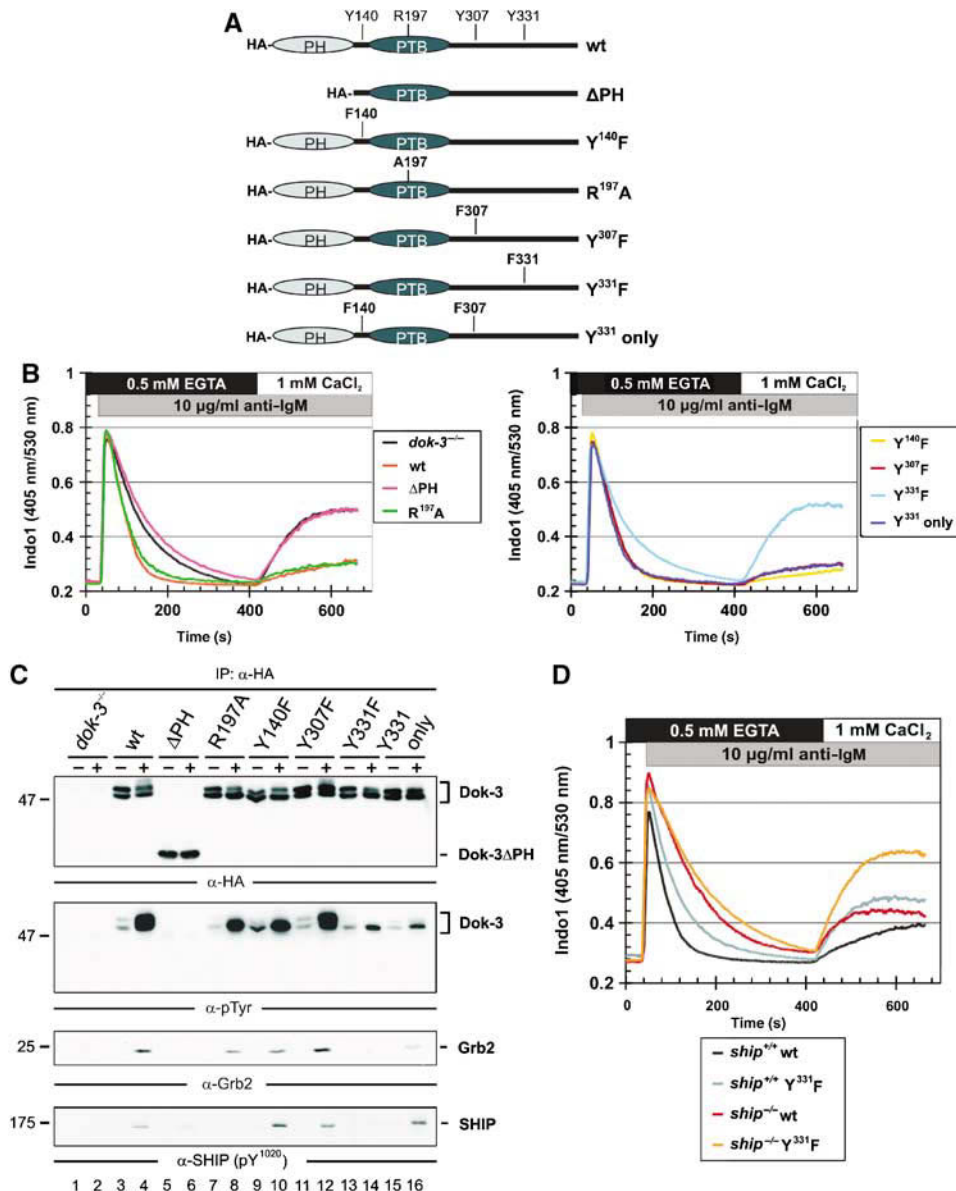 A
Y140 R197 Y307 Y331
HA- PH PTB wt
HA- PTB ΔPH
F140
HA- PH PTB Y¹⁴⁰F
A197
HA- PH PTB R¹⁹⁷A
F307
HA- PH PTB Y³⁰⁷F
F331
HA- PH PTB Y³³¹F
F140 F307
HA- PH PTB Y³³¹ only
B
Indo1 (405 nm/530 nm)
1
0.8
0.6
0.4
0.2
0.5 mM EGTA 1 mM CaCl₂
10 µg/ml anti-IgM
0 200 400 600
Time (s)
dok-3⁻/⁻
wt
ΔPH
R¹⁹⁷A
Indo1 (405 nm/530 nm)
1
0.8
0.6
0.4
0.2
0.5 mM EGTA 1 mM CaCl₂
10 µg/ml anti-IgM
0 200 400 600
Time (s)
Y¹⁴⁰F
Y³⁰⁷F
Y³³¹F
Y³³¹ only
C
IP: α-HA
dok-3⁻/⁻ wt ΔPH R197A Y140F Y307F Y331F Y331 only
– + – + – + – + – + – + – + – +
47 Dok-3
Dok-3ΔPH
α-HA
47 Dok-3
α-pTyr
25 Grb2
α-Grb2
175 SHIP
α-SHIP (pY¹⁰²⁰)
1 2 3 4 5 6 7 8 9 10 11 12 13 14 15 16
D
Indo1 (405 nm/530 nm)
1
0.8
0.6
0.4
0.2
0.5 mM EGTA 1 mM CaCl₂
10 µg/ml anti-IgM
0 200 400 600
Time (s)
ship⁺/⁺ wt
ship⁺/⁺ Y³³¹F
ship⁻/⁻ wt
ship⁻/⁻ Y³³¹F